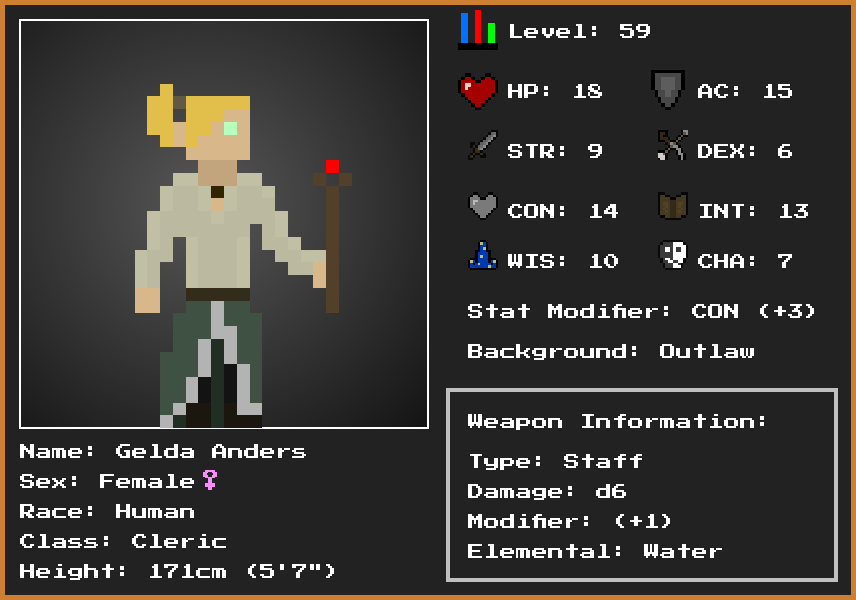 Level: 59
HP: 18
AC: 15
STR: 9
DEX: 6
CON: 14
INT: 13
WIS: 10
CHA: 7
Stat Modifier: CON (+3)
Background: Outlaw
Weapon Information:
Type: Staff
Damage: d6
Modifier: (+1)
Elemental: Water
Name: Gelda Anders
Sex: Female♀
Race: Human
Class: Cleric
Height: 171cm (5'7")